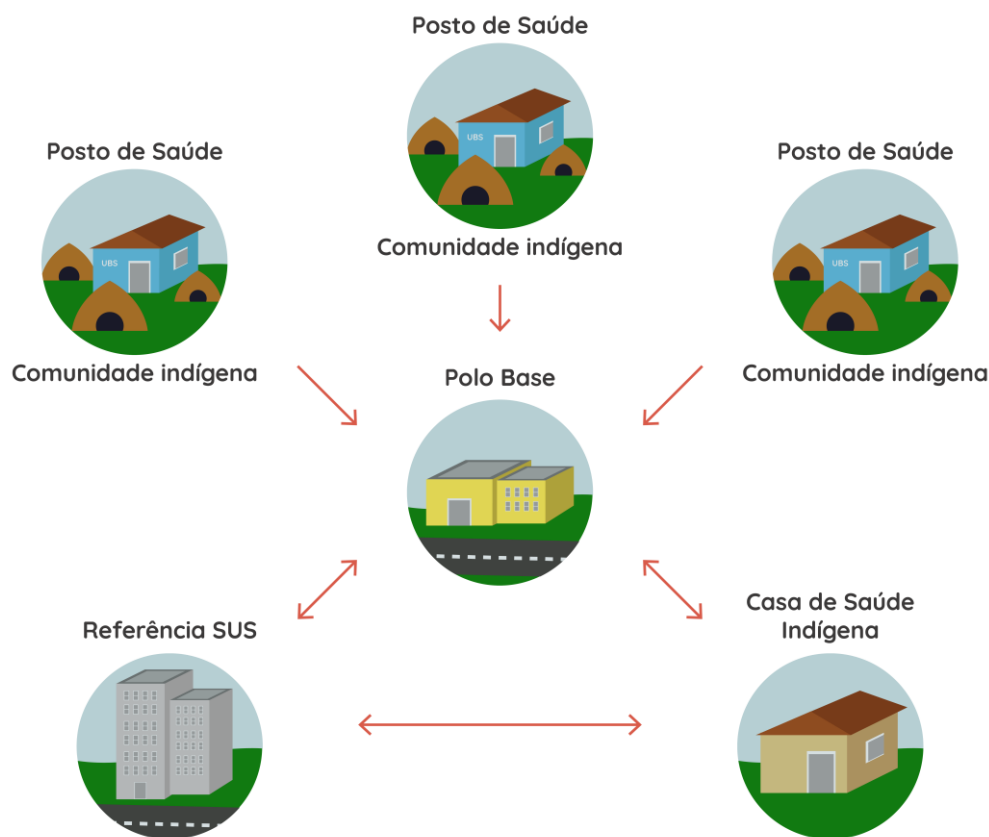 Posto de Saúde
UBS
Comunidade indígena
Posto de Saúde
UBS
Comunidade indígena
Posto de Saúde
UBS
Comunidade indígena
Polo Base
Referência SUS
Casa de Saúde
Indígena